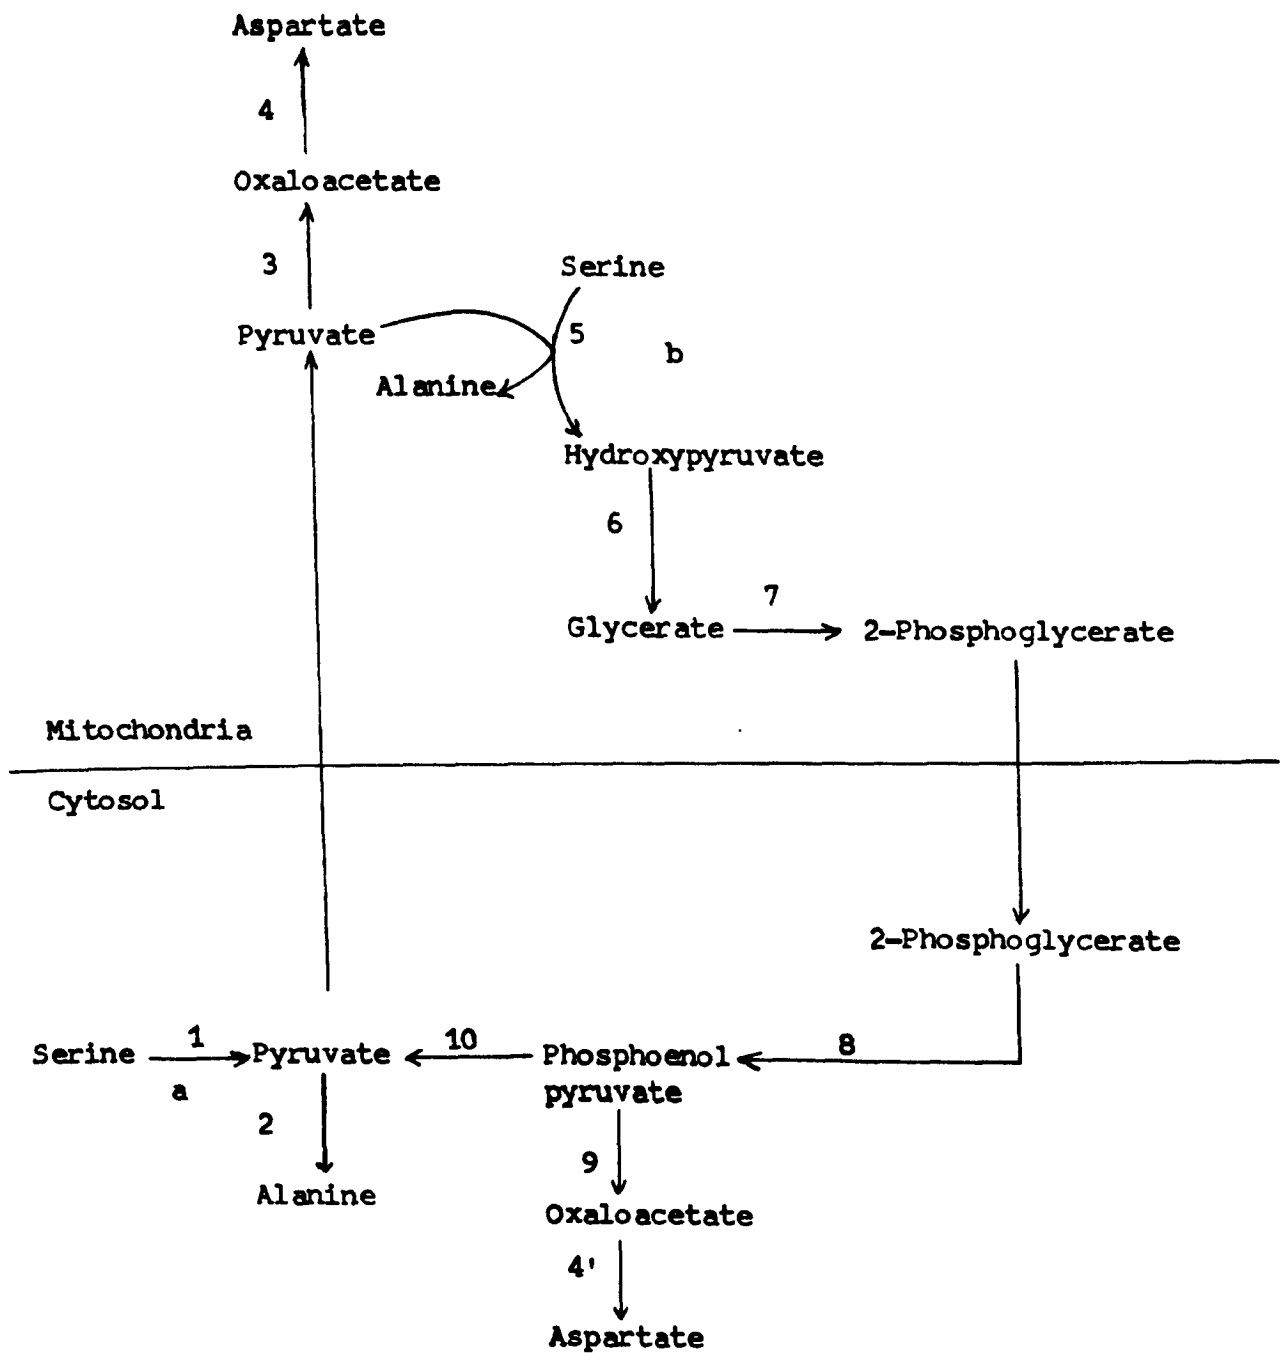 Aspartate
4
Oxaloacetate
3
Serine
Pyruvate
5
b
Alanine
Hydroxypyruvate
6
7
Glycerate
2-Phosphoglycerate
Mitochondria
Cytosol
2-Phosphoglycerate
Serine
1
a
Pyruvate
10
Phosphoenol
pyruvate
8
2
9
Alanine
Oxaloacetate
4'
Aspartate